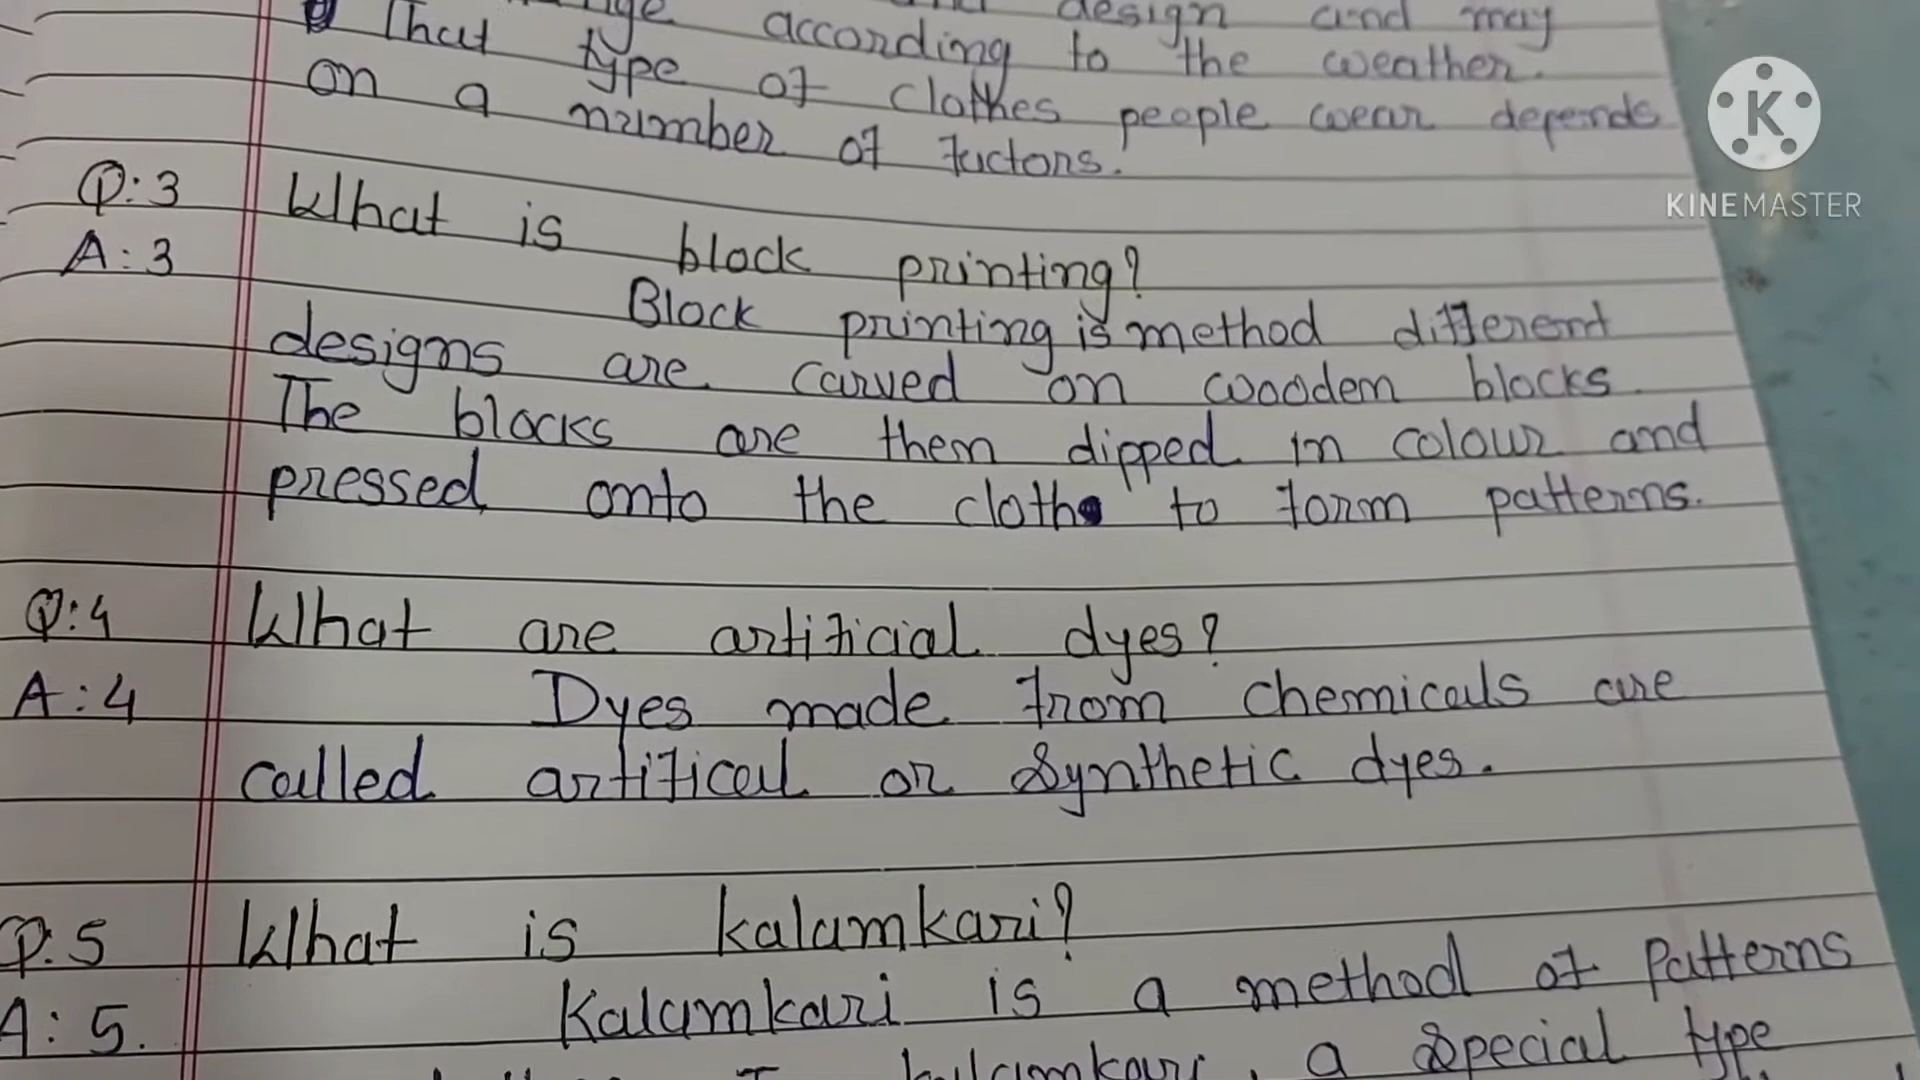 design and may
according to the weather.
That type of clothes people wear depends
on a number of factors.
Q:3 What is block printing?
A:3 Block printing is method different
designs are carved on wooden blocks.
The blocks are then dipped in colour and
pressed onto the cloth to form patterns.
Q:4 What are artificial dyes?
A:4 Dyes made from chemicals are
called artifical or synthetic dyes.
Q.5 What is kalamkari?
A:5. Kalamkari is a method of Patterns
kalamkari, a special type
KINEMASTER